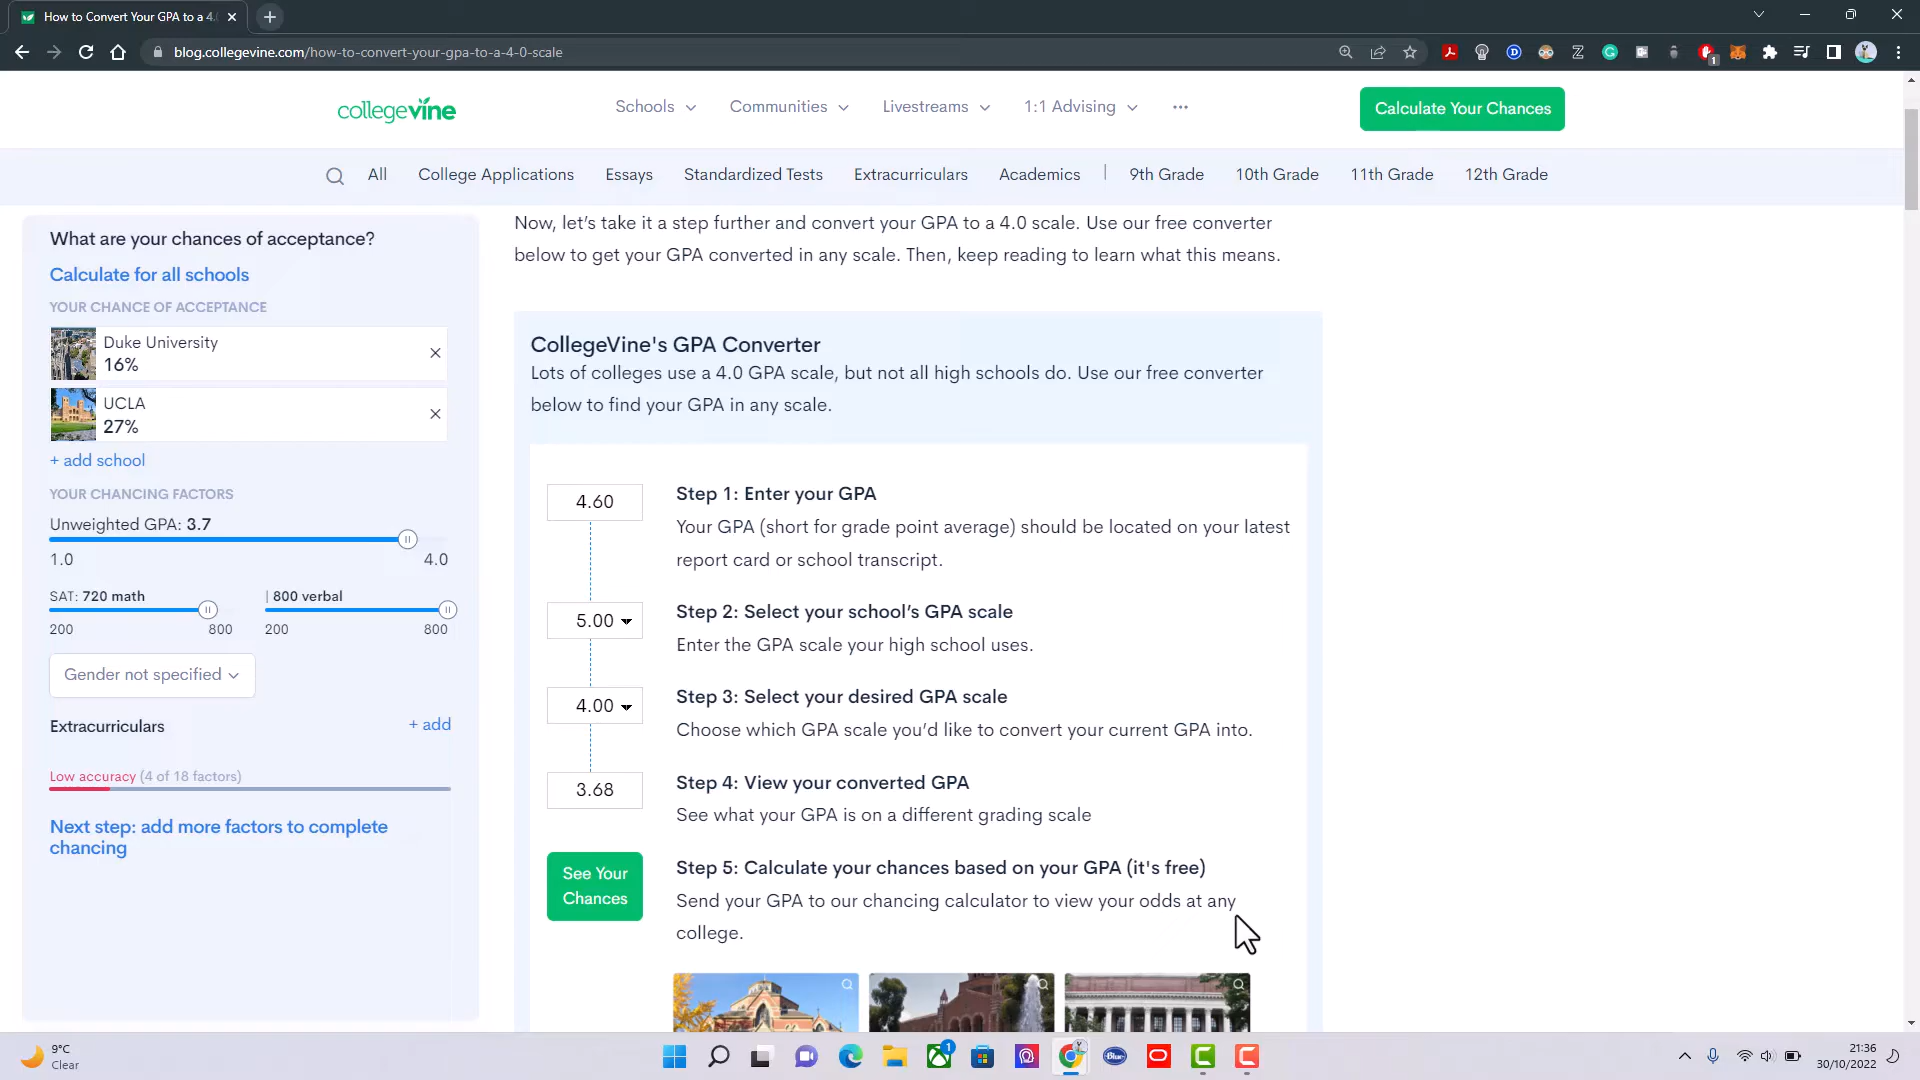 How to Convert Your GPA to a 4.
blog.collegevine.com/how-to-convert-your-gpa-to-a-4-0-scale
collegevine
Schools
Communities
Livestreams
1:1 Advising
Calculate Your Chances
All
College Applications
Essays
Standardized Tests
Extracurriculars
Academics
9th Grade
10th Grade
11th Grade
12th Grade
What are your chances of acceptance?
Calculate for all schools
YOUR CHANCE OF ACCEPTANCE
Duke University
16%
UCLA
27%
+ add school
YOUR CHANCING FACTORS
Unweighted GPA: 3.7
1.0
4.0
SAT: 720 math
| 800 verbal
200
800
200
800
Gender not specified
Extracurriculars
+ add
Low accuracy (4 of 18 factors)
Next step: add more factors to complete
chancing
Now, let's take it a step further and convert your GPA to a 4.0 scale. Use our free converter
below to get your GPA converted in any scale. Then, keep reading to learn what this means.
CollegeVine's GPA Converter
Lots of colleges use a 4.0 GPA scale, but not all high schools do. Use our free converter
below to find your GPA in any scale.
4.60
Step 1: Enter your GPA
Your GPA (short for grade point average) should be located on your latest
report card or school transcript.
5.00
Step 2: Select your school's GPA scale
Enter the GPA scale your high school uses.
4.00
Step 3: Select your desired GPA scale
Choose which GPA scale you'd like to convert your current GPA into.
3.68
Step 4: View your converted GPA
See what your GPA is on a different grading scale
See Your
Chances
Step 5: Calculate your chances based on your GPA (it's free)
Send your GPA to our chancing calculator to view your odds at any
college.
9°C
Clear
21:36
30/10/2022